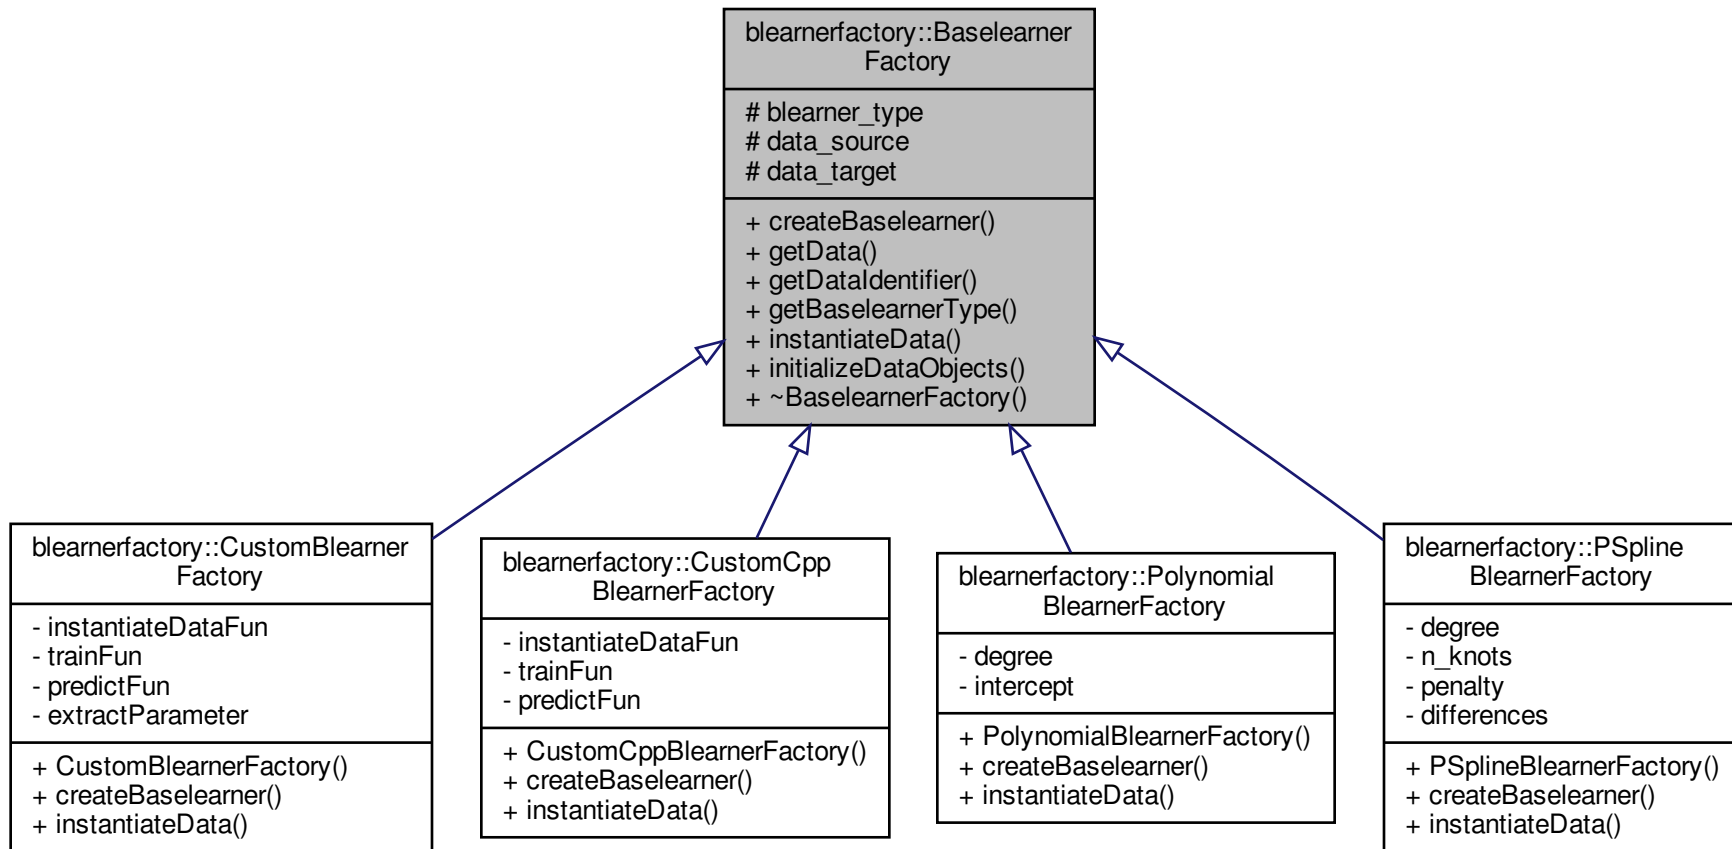 blearnerfactory::Baselearner
Factory
# blearner_type
# data_source
# data_target
+ createBaselearner()
+ getData()
+ getDataIdentifier()
+ getBaselearnerType()
+ instantiateData()
+ initializeDataObjects()
+ ~BaselearnerFactory()
blearnerfactory::CustomBlearner
Factory
- instantiateDataFun
- trainFun
- predictFun
- extractParameter
+ CustomBlearnerFactory()
+ createBaselearner()
+ instantiateData()
blearnerfactory::CustomCpp
BlearnerFactory
- instantiateDataFun
- trainFun
- predictFun
+ CustomCppBlearnerFactory()
+ createBaselearner()
+ instantiateData()
blearnerfactory::Polynomial
BlearnerFactory
- degree
- intercept
+ PolynomialBlearnerFactory()
+ createBaselearner()
+ instantiateData()
blearnerfactory::PSpline
BlearnerFactory
- degree
- n_knots
- penalty
- differences
+ PSplineBlearnerFactory()
+ createBaselearner()
+ instantiateData()